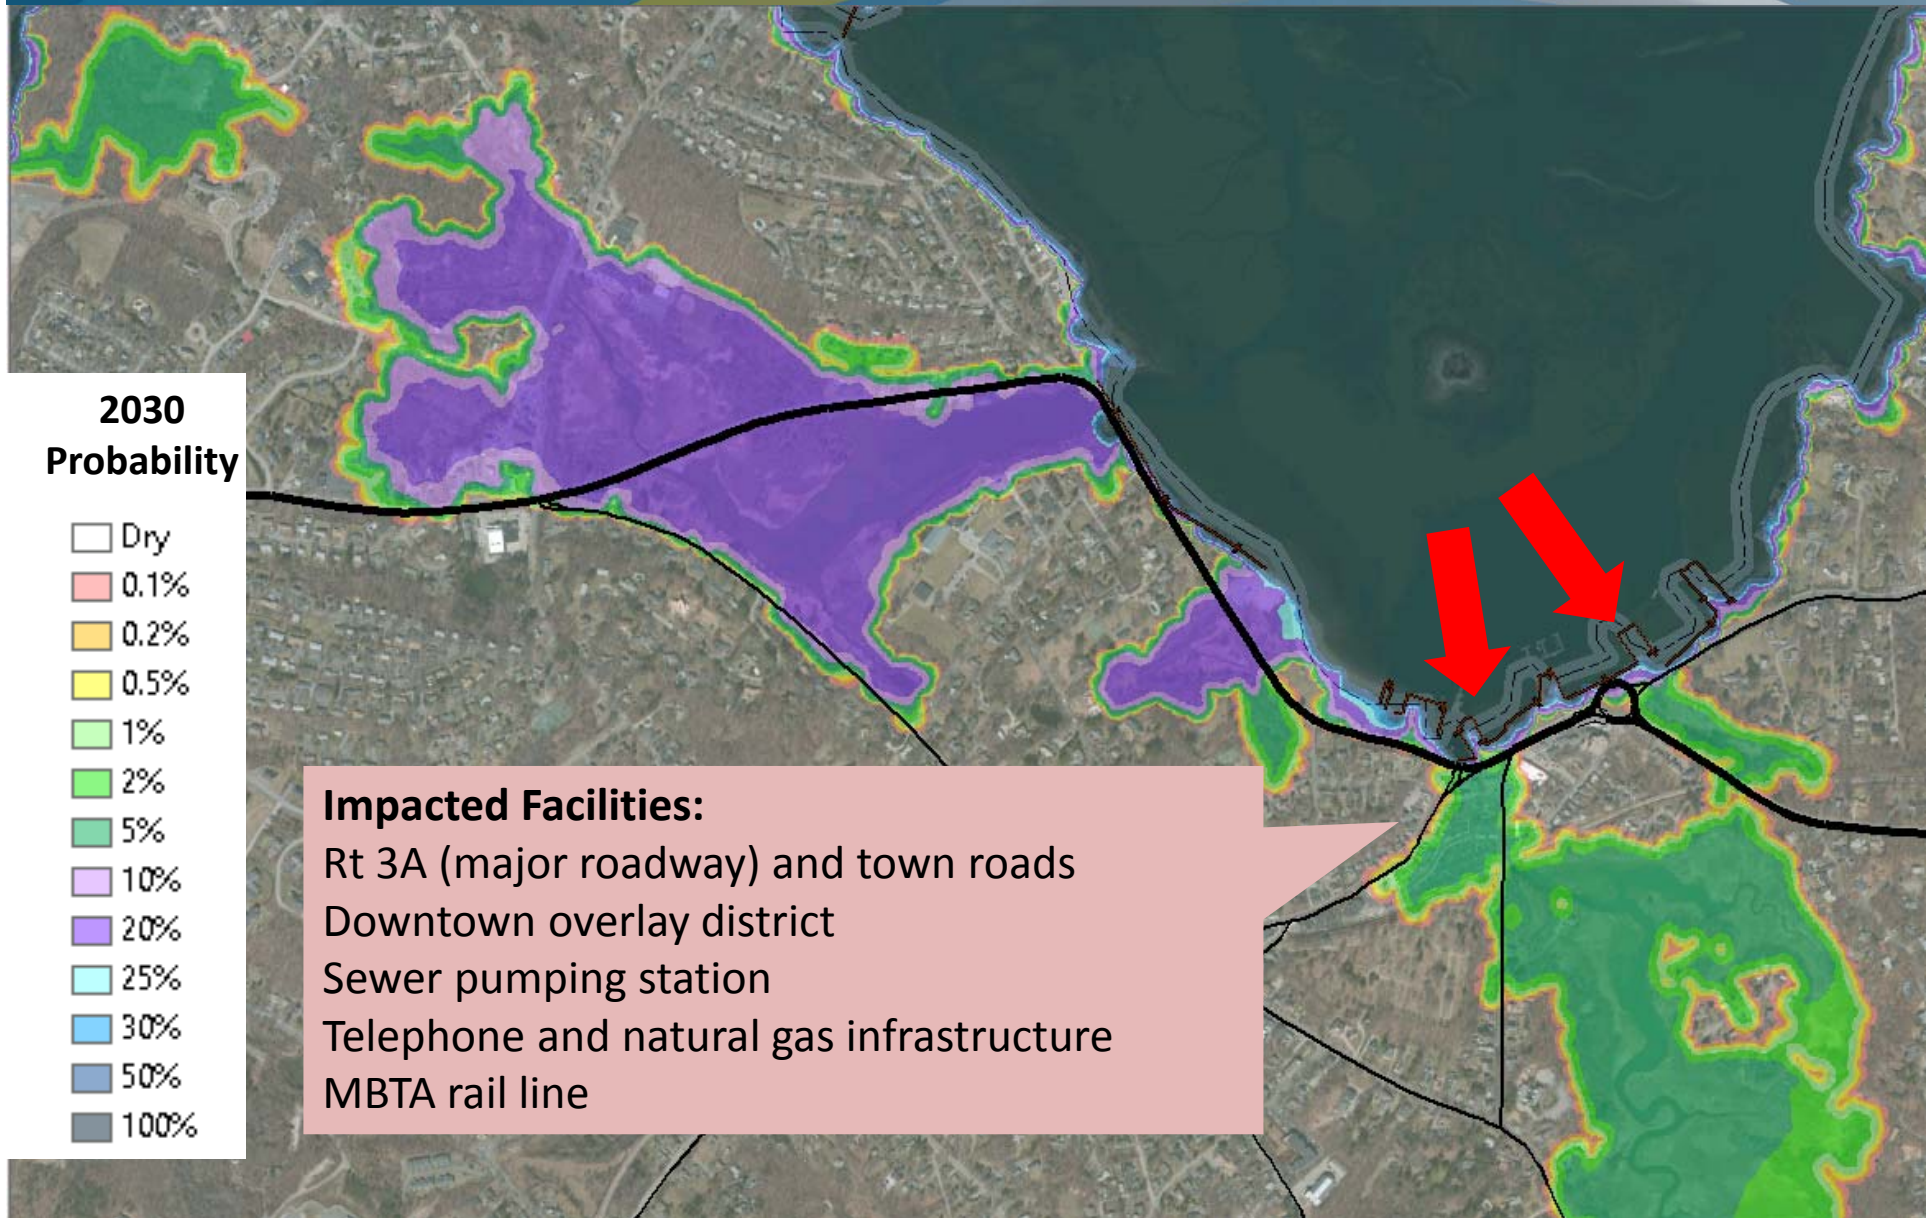 2030
Probability
Dry
0.1%
0.2%
0.5%
1%
2%
5%
10%
20%
25%
30%
50%
100%
Impacted Facilities:
Rt 3A (major roadway) and town roads
Downtown overlay district
Sewer pumping station
Telephone and natural gas infrastructure
MBTA rail line